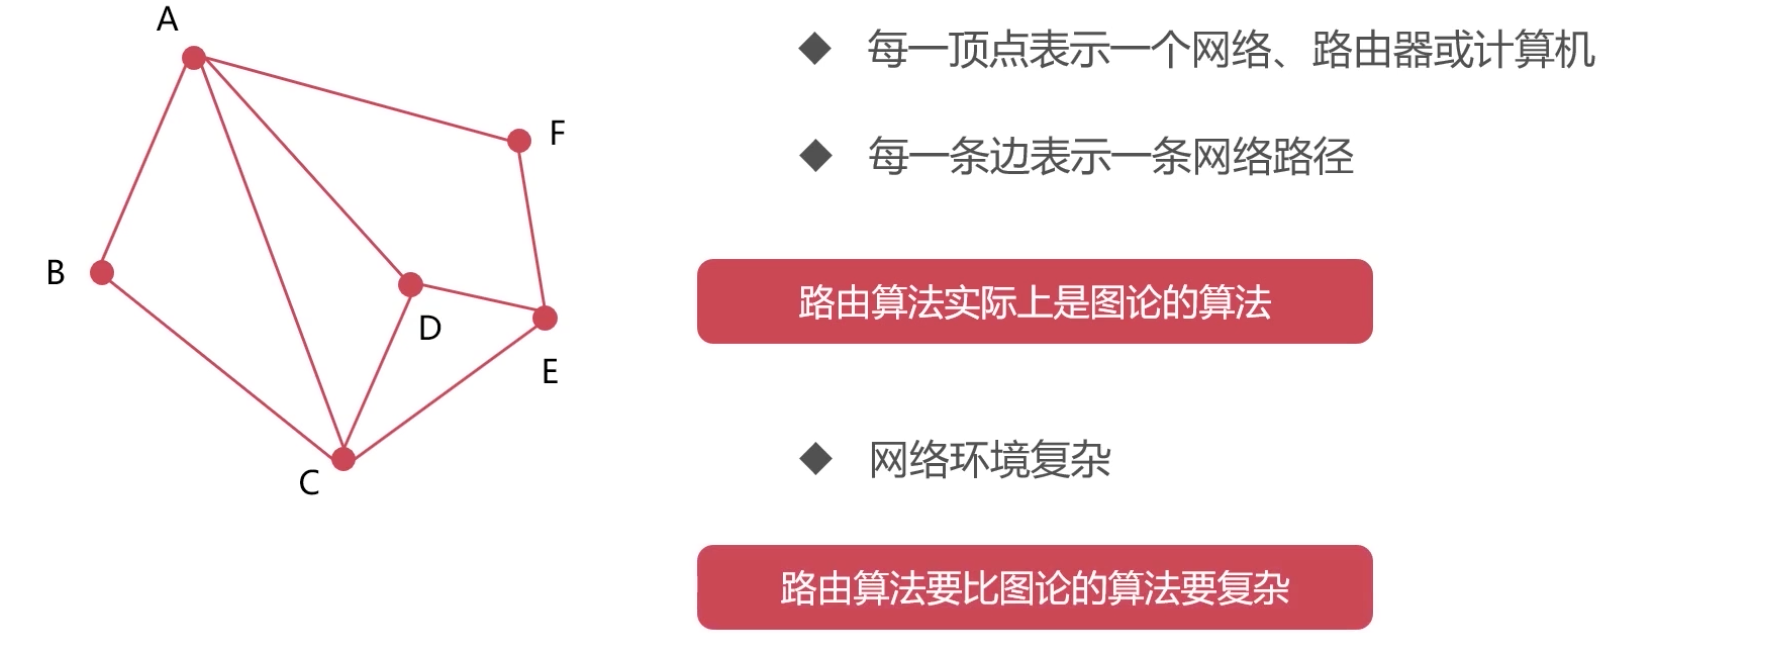 A
F
B
D
E
C
每一顶点表示一个网络、路由器或计算机
每一条边表示一条网络路径
路由算法实际上是图论的算法
网络环境复杂
路由算法要比图论的算法要复杂